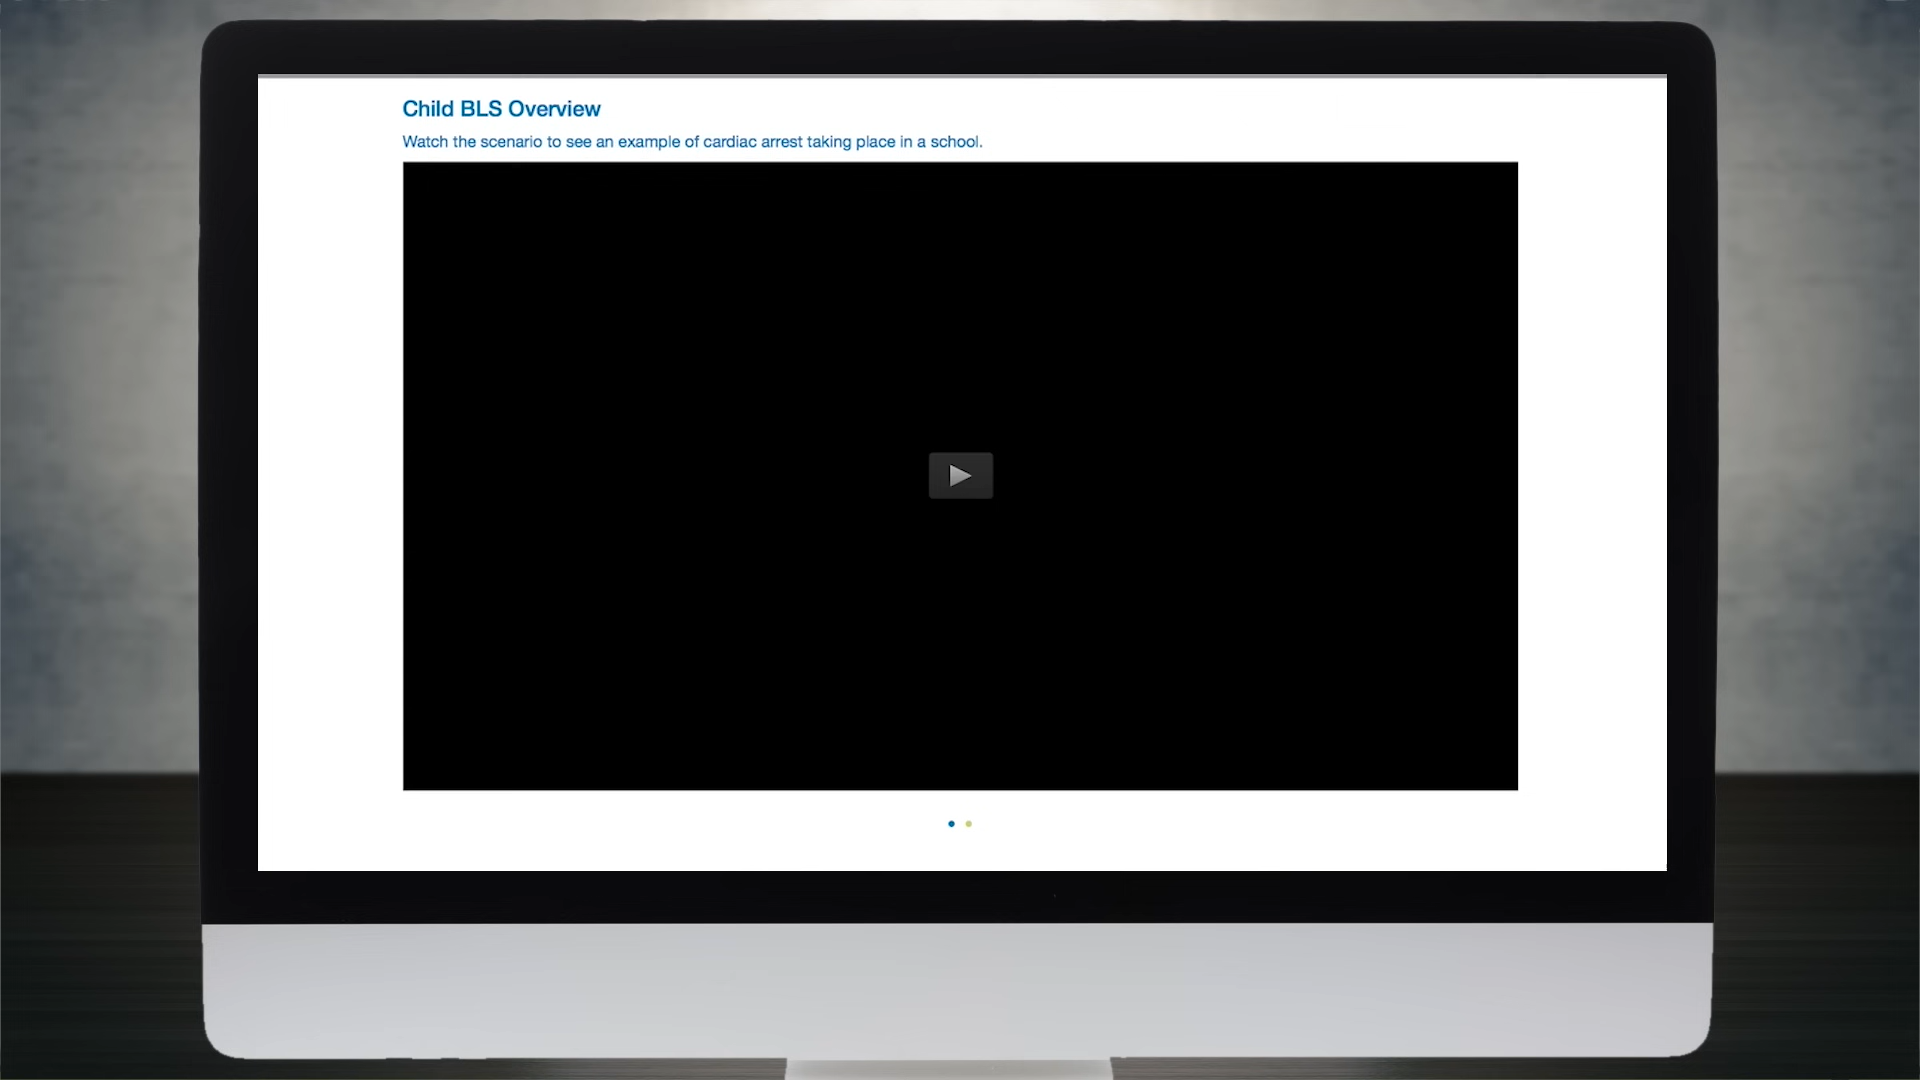 Child BLS Overview
Watch the scenario to see an example of cardiac arrest taking place in a school.